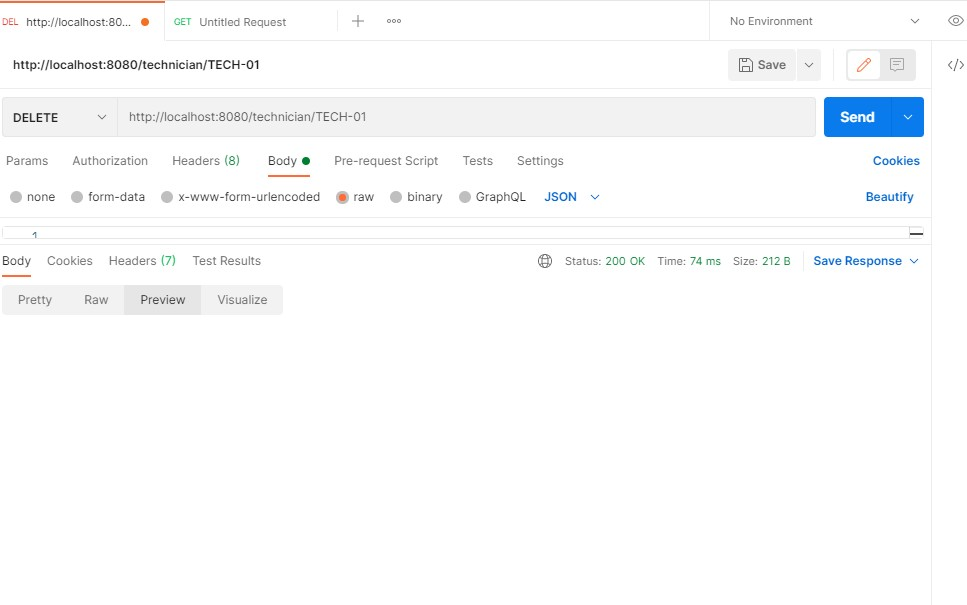 DEL http://localhost:80... GET Untitled Request No Environment
http://localhost:8080/technician/TECH-01 Save
DELETE http://localhost:8080/technician/TECH-01 Send
Params Authorization Headers (8) Body Pre-request Script Tests Settings Cookies
none form-data x-www-form-urlencoded raw binary GraphQL JSON Beautify
1
Body Cookies Headers (7) Test Results Status: 200 OK Time: 74 ms Size: 212 B Save Response
Pretty Raw Preview Visualize